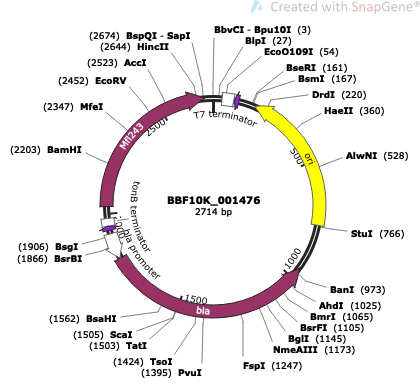 Created with SnapGene®
(2674) BspQI - SapI
(2644) HincII
(2523) AccI
(2452) EcoRV
(2347) MfeI
(2203) BamHI
(1906) BsgI
(1866) BsrBI
(1562) BsaHI
(1505) ScaI
(1503) TatI
(1424) TsoI
(1395) PvuI
BbvCI - Bpu10I (3)
BlpI (27)
EcoO109I (54)
BseRI (161)
BsmI (167)
DrdI (220)
HaeII (360)
AlwNI (528)
StuI (766)
BanI (973)
AhdI (1025)
BmrI (1065)
BsrFI (1105)
BglI (1145)
NmeAIII (1173)
FspI (1247)
T7 terminator
Mfl243
2500
500
ori
1000
1500
bla
bla promoter
tonB terminator
BBF10K_001476
2714 bp